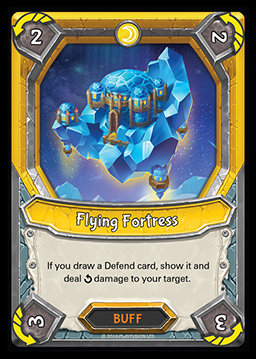 2
2
Flying Fortress
If you draw a Defend card, show it and
deal damage to your target.
BUFF
3
3
© 2018 PLAYFUSION LTD